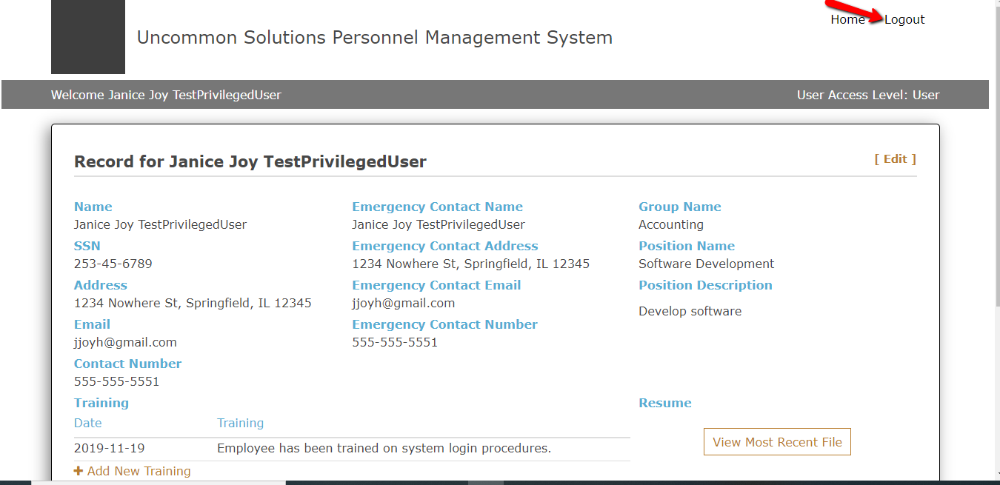 Home Logout
Uncommon Solutions Personnel Management System
Welcome Janice Joy TestPrivilegedUser User Access Level: User
Record for Janice Joy TestPrivilegedUser [ Edit ]
Name Emergency Contact Name Group Name
Janice Joy TestPrivilegedUser Janice Joy TestPrivilegedUser Accounting
SSN Emergency Contact Address Position Name
253-45-6789 1234 Nowhere St, Springfield, IL 12345 Software Development
Address Emergency Contact Email Position Description
1234 Nowhere St, Springfield, IL 12345 jjoyh@gmail.com
Develop software
Email Emergency Contact Number
jjoyh@gmail.com 555-555-5551
Contact Number
555-555-5551
Training Resume
Date Training
2019-11-19 Employee has been trained on system login procedures.
View Most Recent File
+ Add New Training